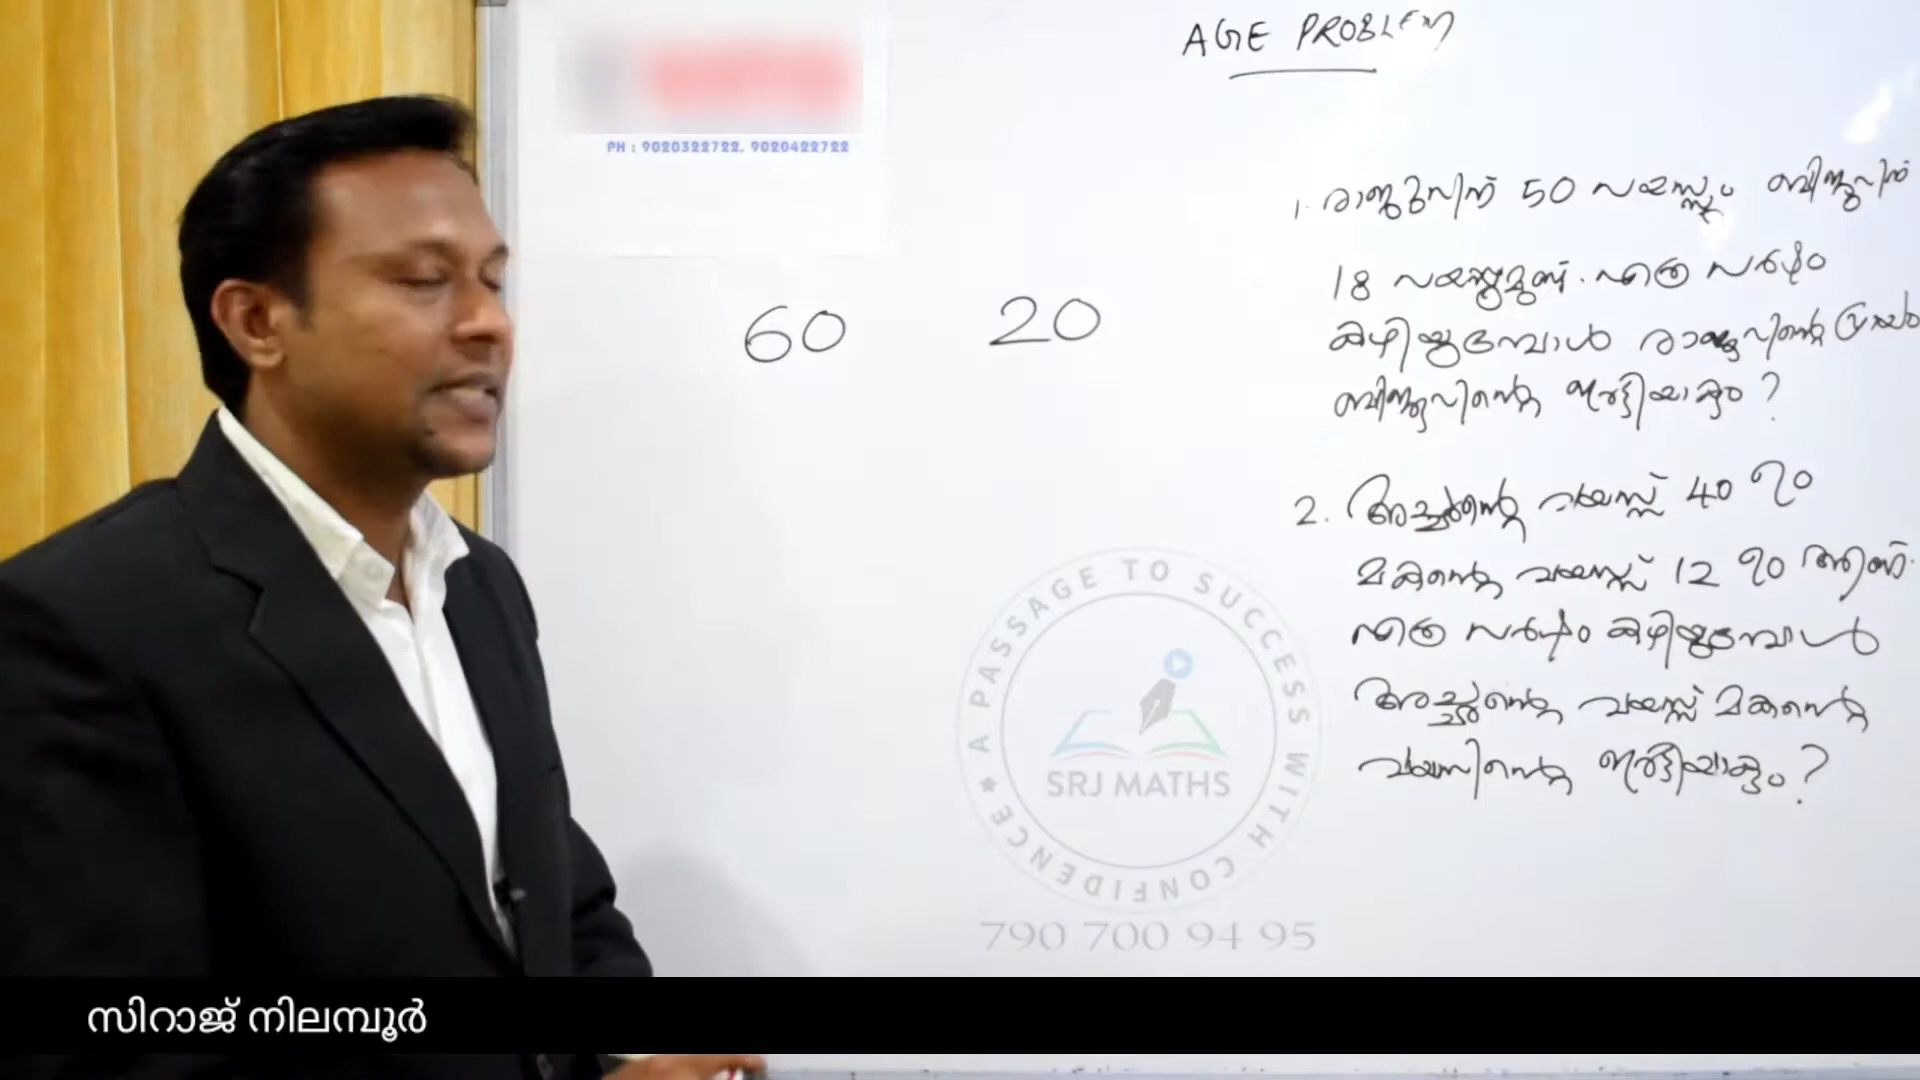 AGE PROBLEM
PH : 9020322722, 9020422722
1. രാജുവിന് 50 വയസ്സും ബിജുവിന്
18 വയസ്സുമുണ്ട്. എത്ര വർഷം
കഴിയുമ്പോൾ രാജുവിന്റെ പ്രായം
ബിജുവിന്റെ ഇരട്ടിയാകും ?
60 20
2. അച്ഛന്റെ വയസ്സ് 40 ഉം
മകന്റെ വയസ്സ് 12 ഉം ആണ്.
എത്ര വർഷം കഴിയുമ്പോൾ
അച്ഛന്റെ വയസ്സ് മകന്റെ
വയസിന്റെ ഇരട്ടിയാകും ?
A PASSAGE TO SUCCESS WITH CONFIDENCE
SRJ MATHS
790 700 94 95
സിറാജ് നിലമ്പൂർ